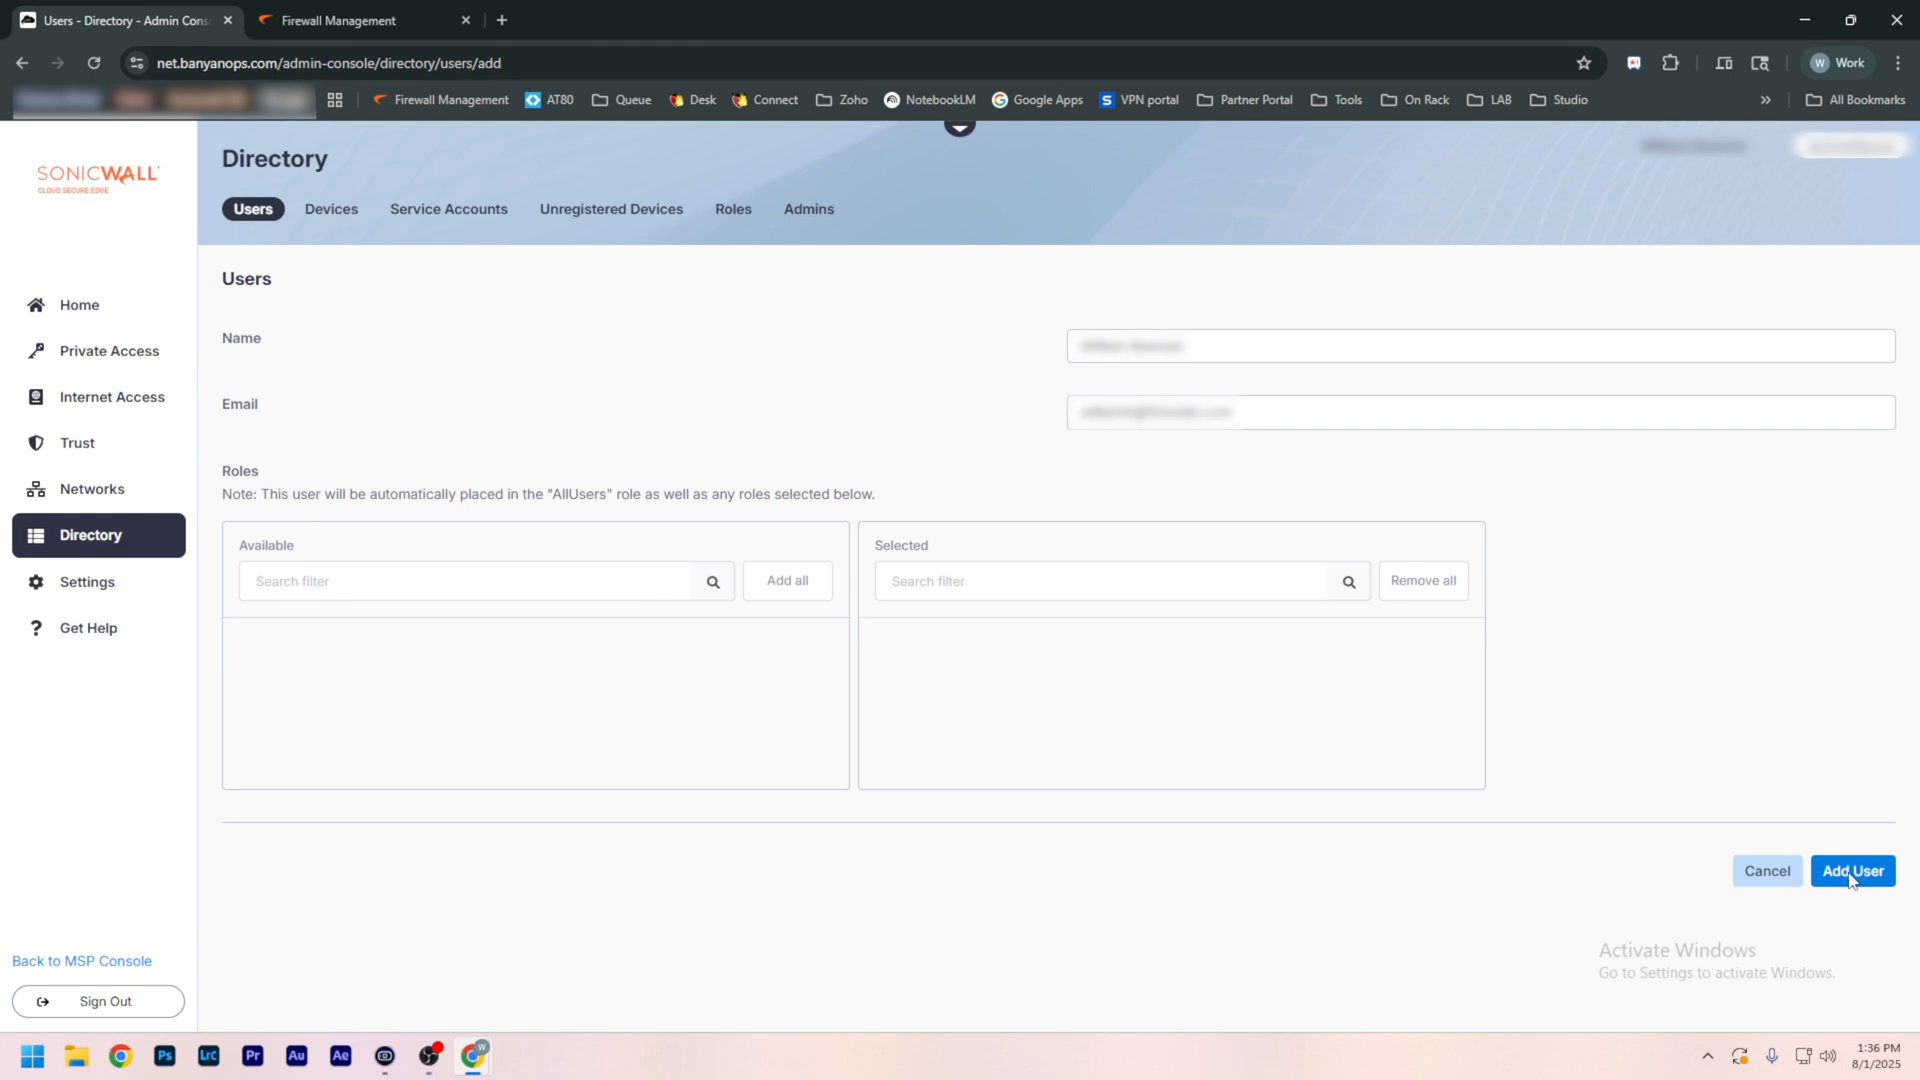 Users - Directory - Admin Cons
Firewall Management
net.banyanops.com/admin-console/directory/users/add
W Work
Firewall Management
AT80
Queue
Desk
Connect
Zoho
NotebookLM
Google Apps
VPN portal
Partner Portal
Tools
On Rack
LAB
Studio
»
All Bookmarks
SONICWALL
CLOUD SECURE EDGE
Directory
Users
Devices
Service Accounts
Unregistered Devices
Roles
Admins
Home
Private Access
Internet Access
Trust
Networks
Directory
Settings
? Get Help
Back to MSP Console
Sign Out
Users
Name
Email
Roles
Note: This user will be automatically placed in the "AllUsers" role as well as any roles selected below.
Available
Search filter
Add all
Selected
Search filter
Remove all
Cancel
Add User
Activate Windows
Go to Settings to activate Windows.
Ps
LrC
Pr
Au
Ae
W
1:36 PM
8/1/2025